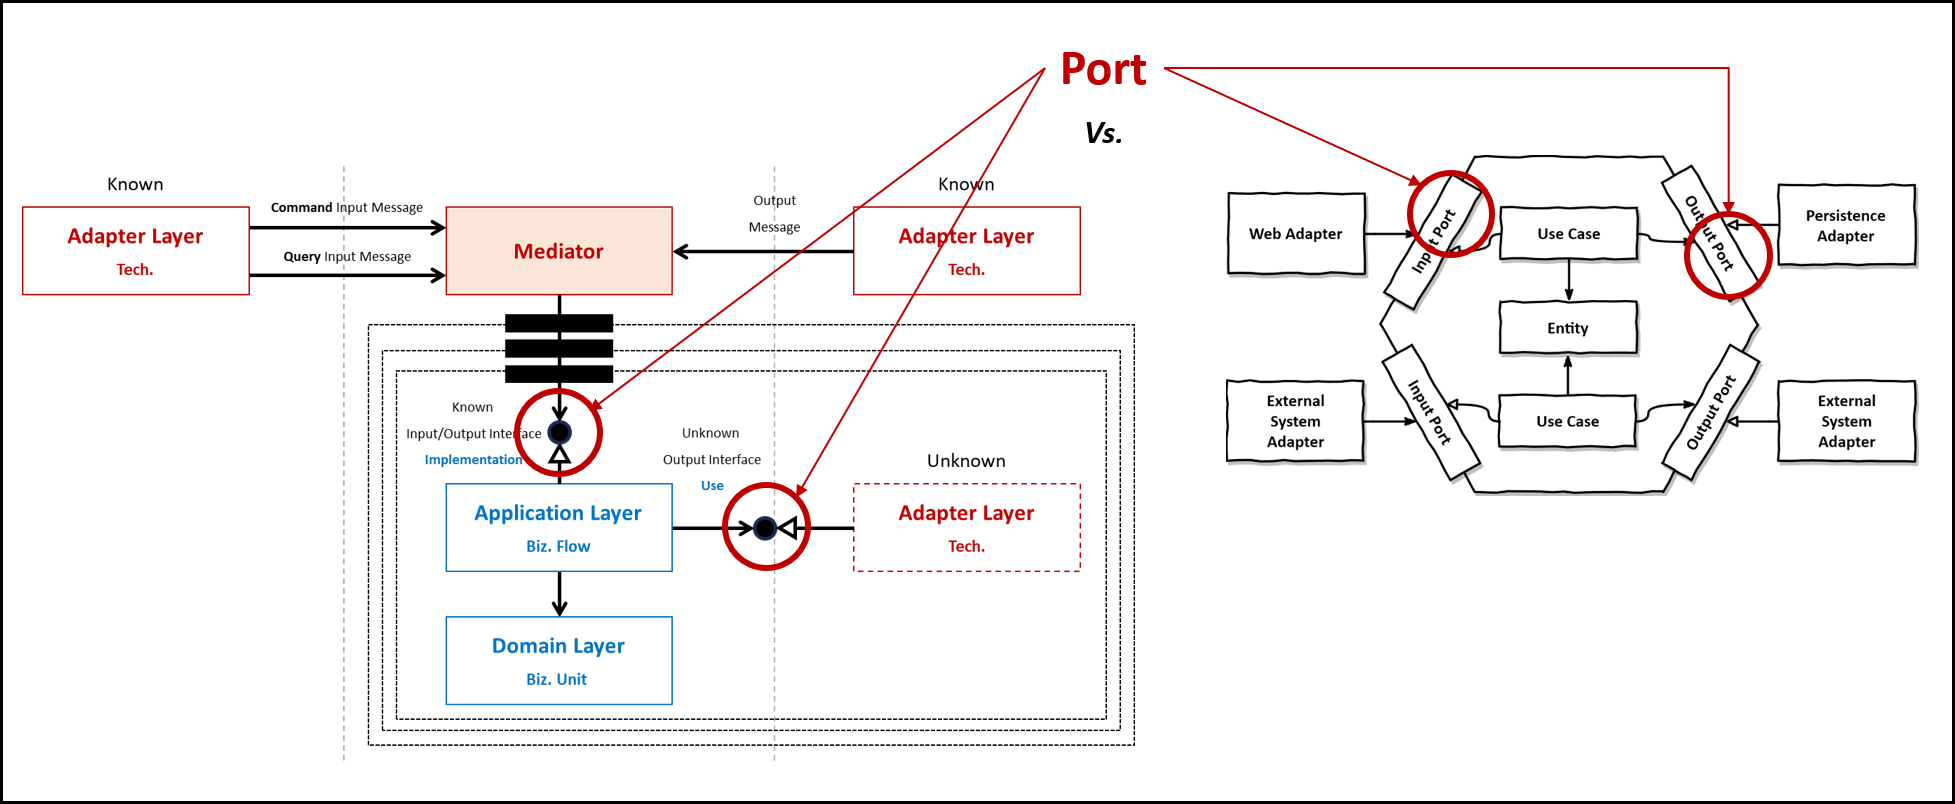 Port
Vs.
Known
Adapter Layer
Tech.
Command Input Message
Query Input Message
Mediator
Output
Message
Known
Adapter Layer
Tech.
Known
Input/Output Interface
Implementation
Unknown
Output Interface
Use
Unknown
Adapter Layer
Tech.
Application Layer
Biz. Flow
Domain Layer
Biz. Unit
Web Adapter
Input Port
Use Case
Output Port
Persistence
Adapter
Entity
External
System
Adapter
Input Port
Use Case
Output Port
External
System
Adapter